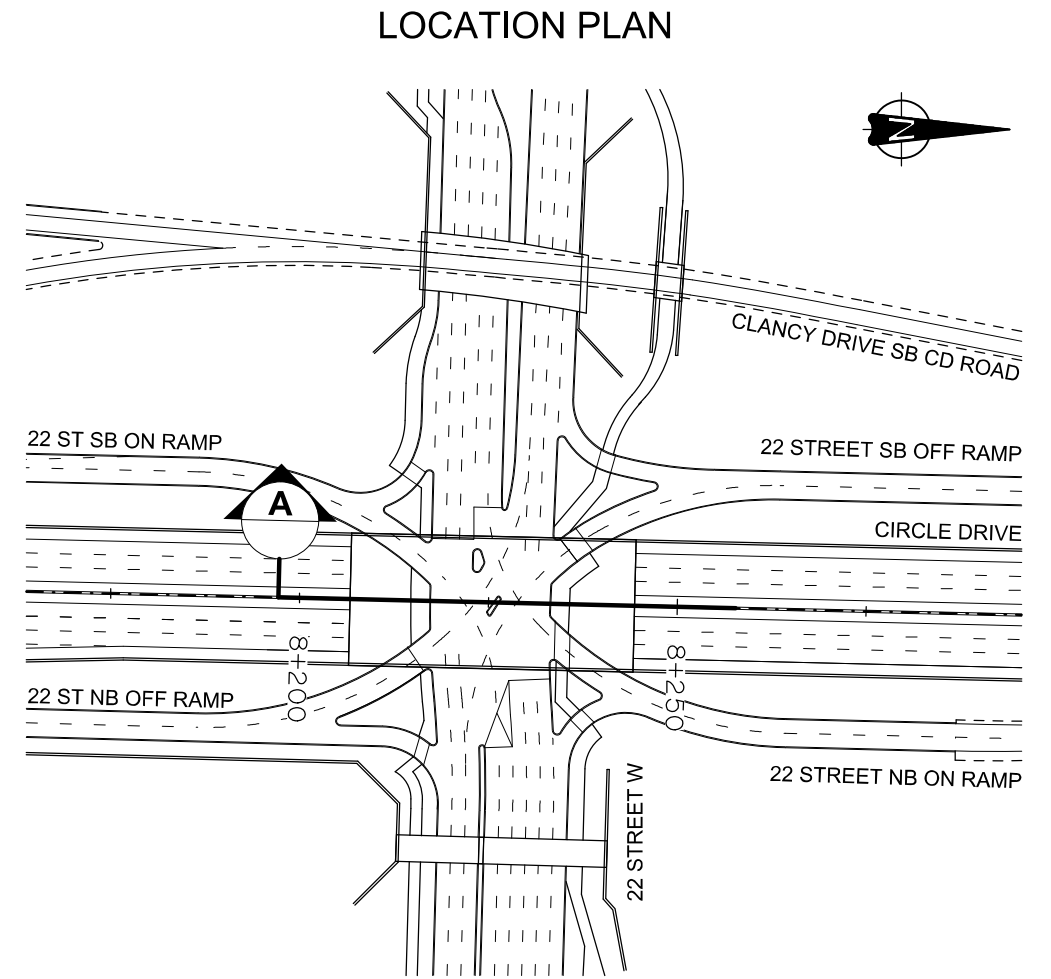 LOCATION PLAN
N
CLANCY DRIVE SB CD ROAD
22 ST SB ON RAMP
22 STREET SB OFF RAMP
A
CIRCLE DRIVE
8+200
8+250
22 ST NB OFF RAMP
22 STREET NB ON RAMP
22 STREET W